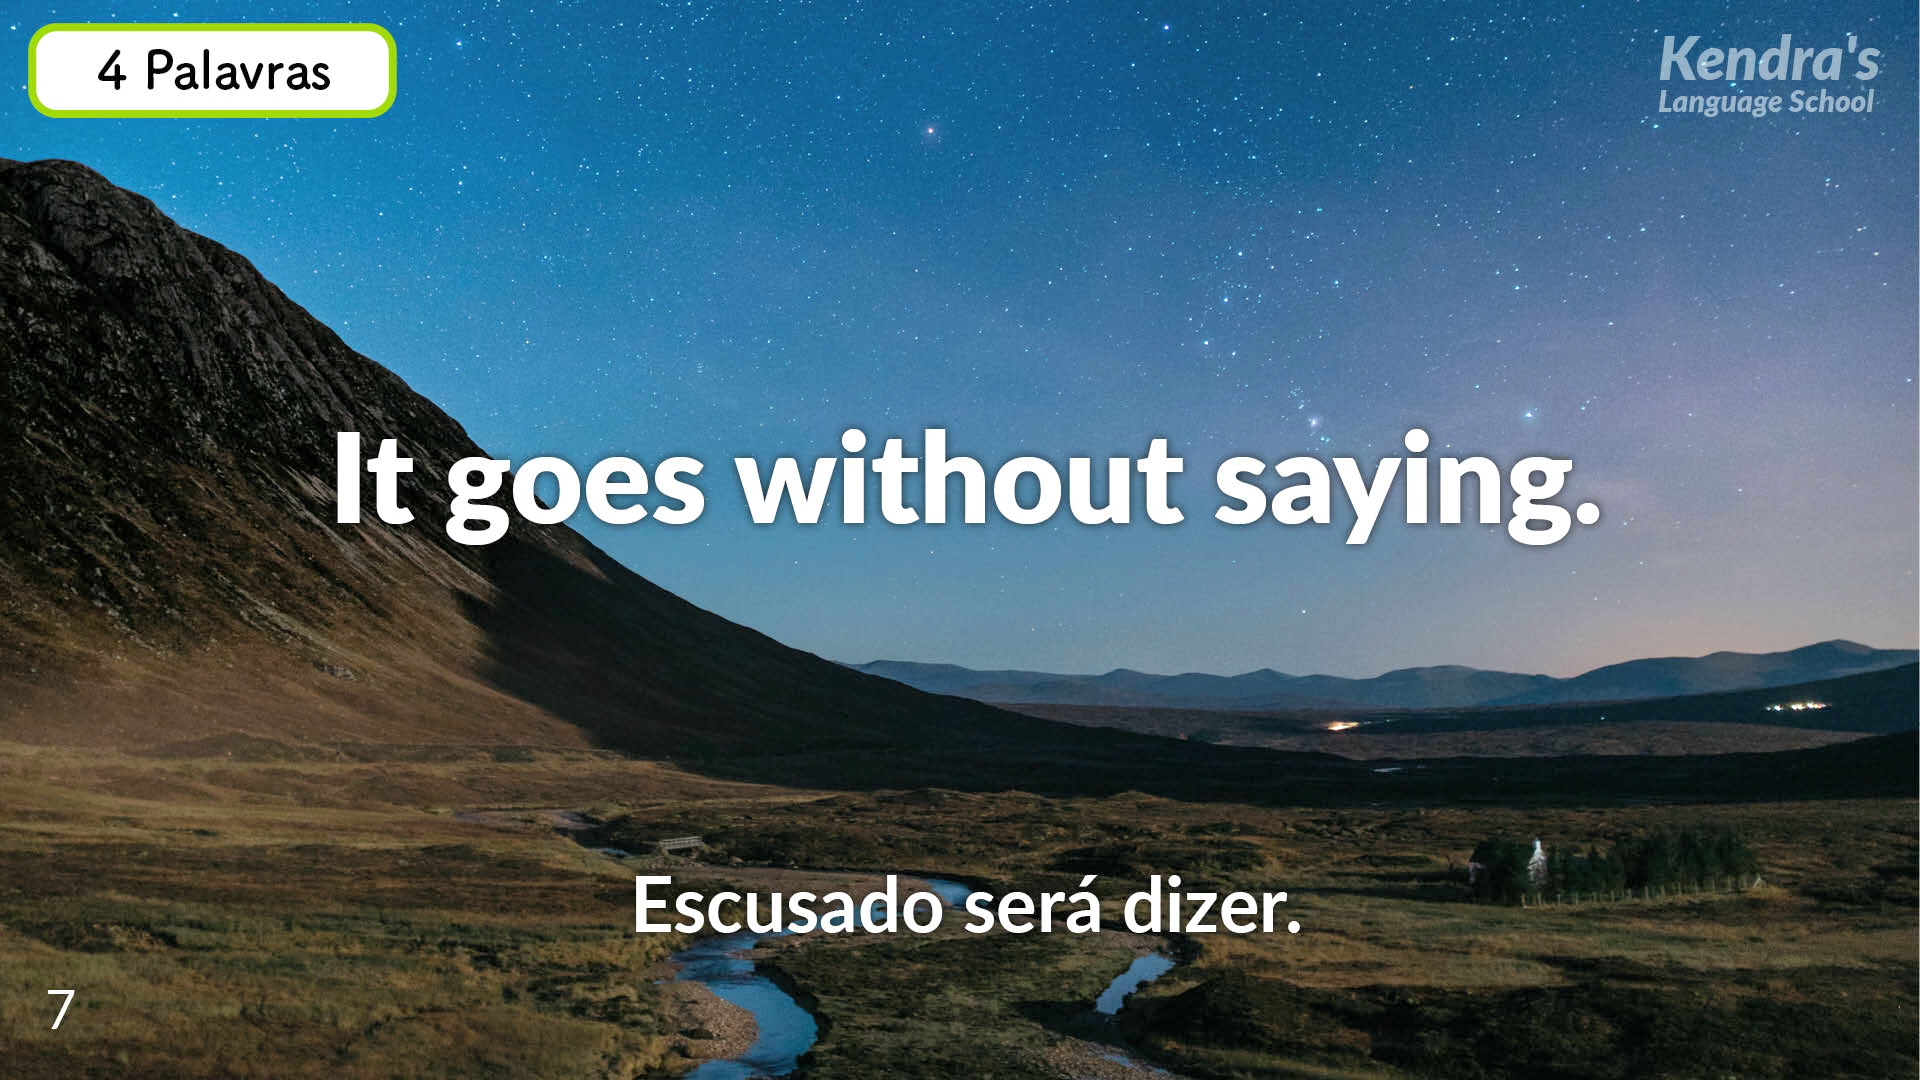 4 Palavras
Kendra's
Language School
It goes without saying.
Escusado será dizer.
7